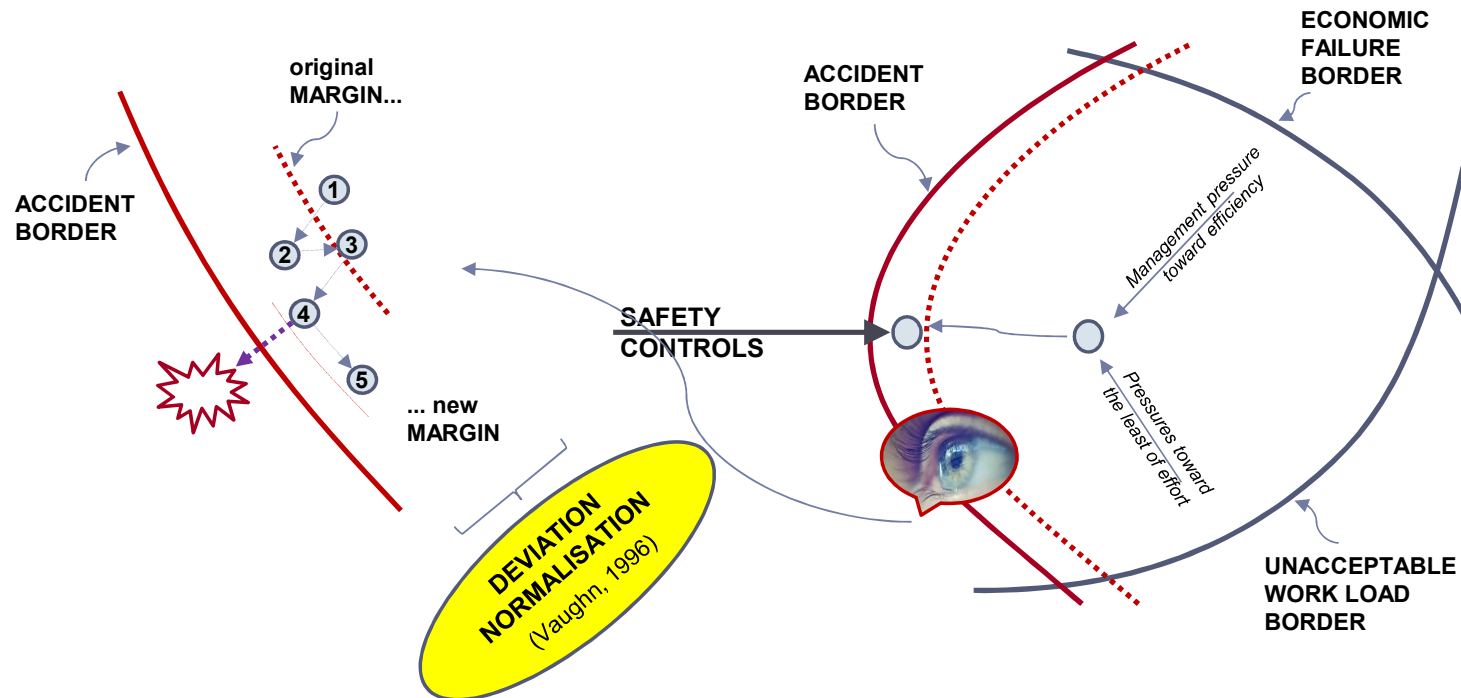 original
MARGIN...
ACCIDENT
BORDER
1
2
3
4
5
... new
MARGIN
DEVIATION
NORMALISATION
(Vaughn, 1996)
SAFETY
CONTROLS
ACCIDENT
BORDER
ECONOMIC
FAILURE
BORDER
Management pressure
toward efficiency
Pressures toward
the least of effort
UNACCEPTABLE
WORK LOAD
BORDER